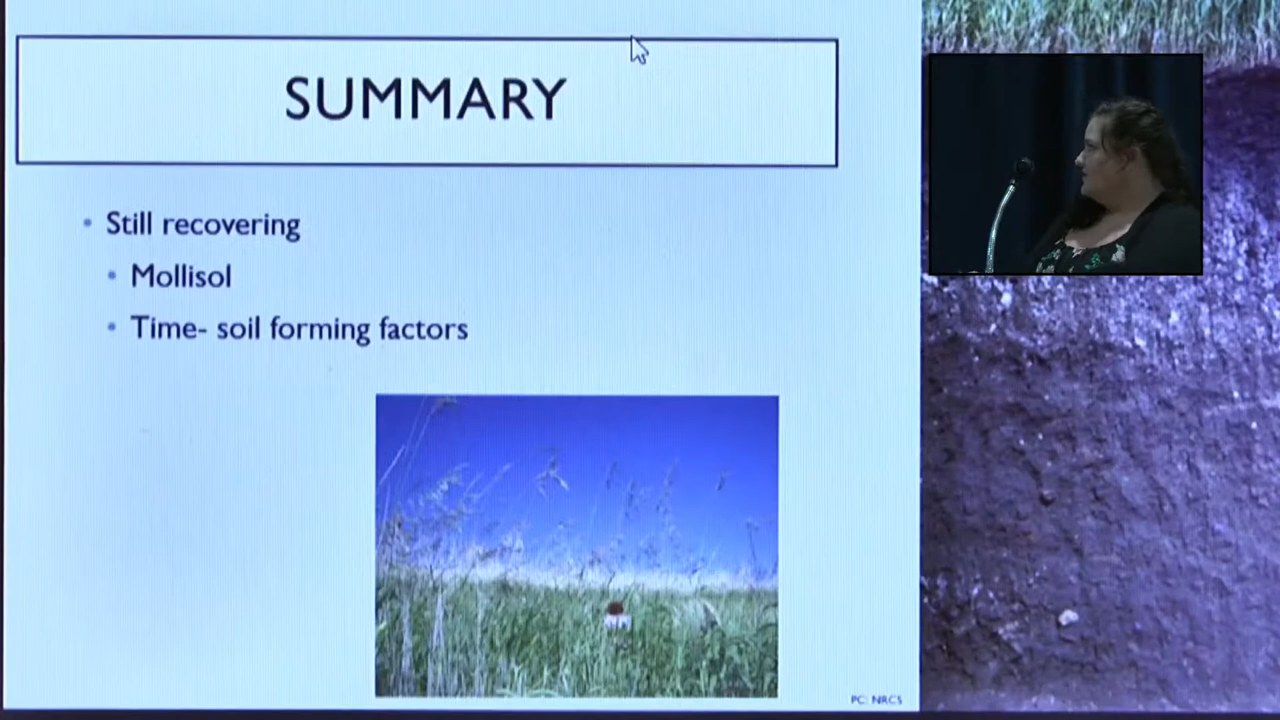 SUMMARY
• Still recovering
• Mollisol
• Time- soil forming factors
PC: NRCS